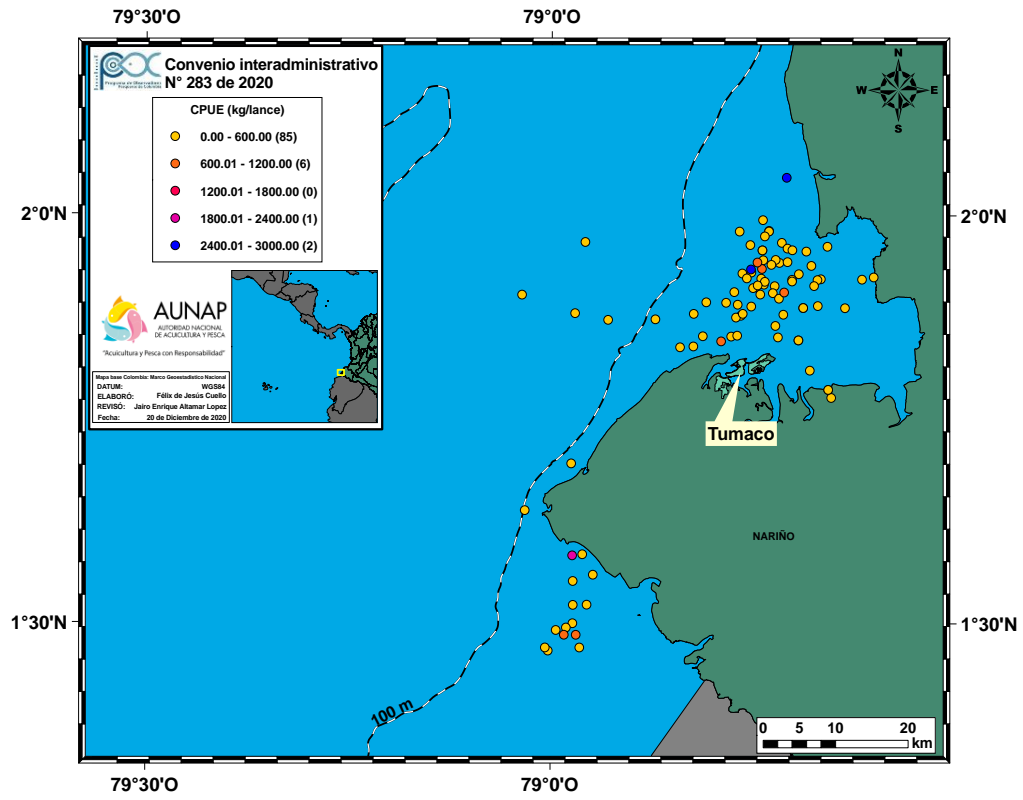 79°30'O 79°0'O
Convenio interadministrativo
N° 283 de 2020
CPUE (kg/lance)
0.00 - 600.00 (85)
600.01 - 1200.00 (6)
1200.01 - 1800.00 (0)
1800.01 - 2400.00 (1)
2400.01 - 3000.00 (2)
AUNAP
AUTORIDAD NACIONAL
DE ACUICULTURA Y PESCA
"Acuicultura y Pesca con Responsabilidad"
Mapa base Colombia: Marco Geoestadístico Nacional
DATUM: WGS84
ELABORÓ: Félix de Jesús Cuello
REVISÓ: Jairo Enrique Altamar Lopez
Fecha: 20 de Diciembre de 2020
N
W E
S
2°0'N 2°0'N
Tumaco
NARIÑO
1°30'N 1°30'N
100 m
0 5 10 20
km
79°30'O 79°0'O